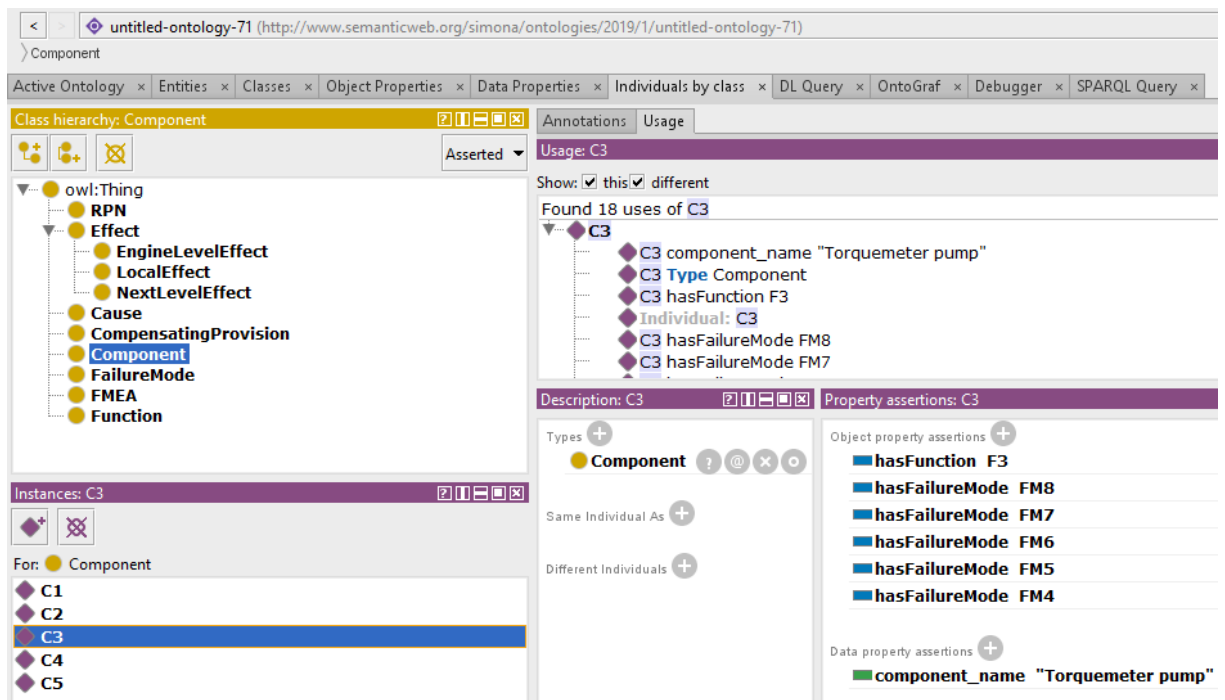 < > untitled-ontology-71 (http://www.semanticweb.org/simona/ontologies/2019/1/untitled-ontology-71)
Component
Active Ontology × Entities × Classes × Object Properties × Data Properties × Individuals by class × DL Query × OntoGraf × Debugger × SPARQL Query ×
Class hierarchy: Component
Asserted
owl:Thing
RPN
Effect
EngineLevelEffect
LocalEffect
NextLevelEffect
Cause
CompensatingProvision
Component
FailureMode
FMEA
Function
Instances: C3
For: Component
C1
C2
C3
C4
C5
Annotations Usage
Usage: C3
Show: this different
Found 18 uses of C3
C3
C3 component_name "Torquemeter pump"
C3 Type Component
C3 hasFunction F3
Individual: C3
C3 hasFailureMode FM8
C3 hasFailureMode FM7
Description: C3
Types
Component
Same Individual As
Different Individuals
Property assertions: C3
Object property assertions
hasFunction F3
hasFailureMode FM8
hasFailureMode FM7
hasFailureMode FM6
hasFailureMode FM5
hasFailureMode FM4
Data property assertions
component_name "Torquemeter pump"